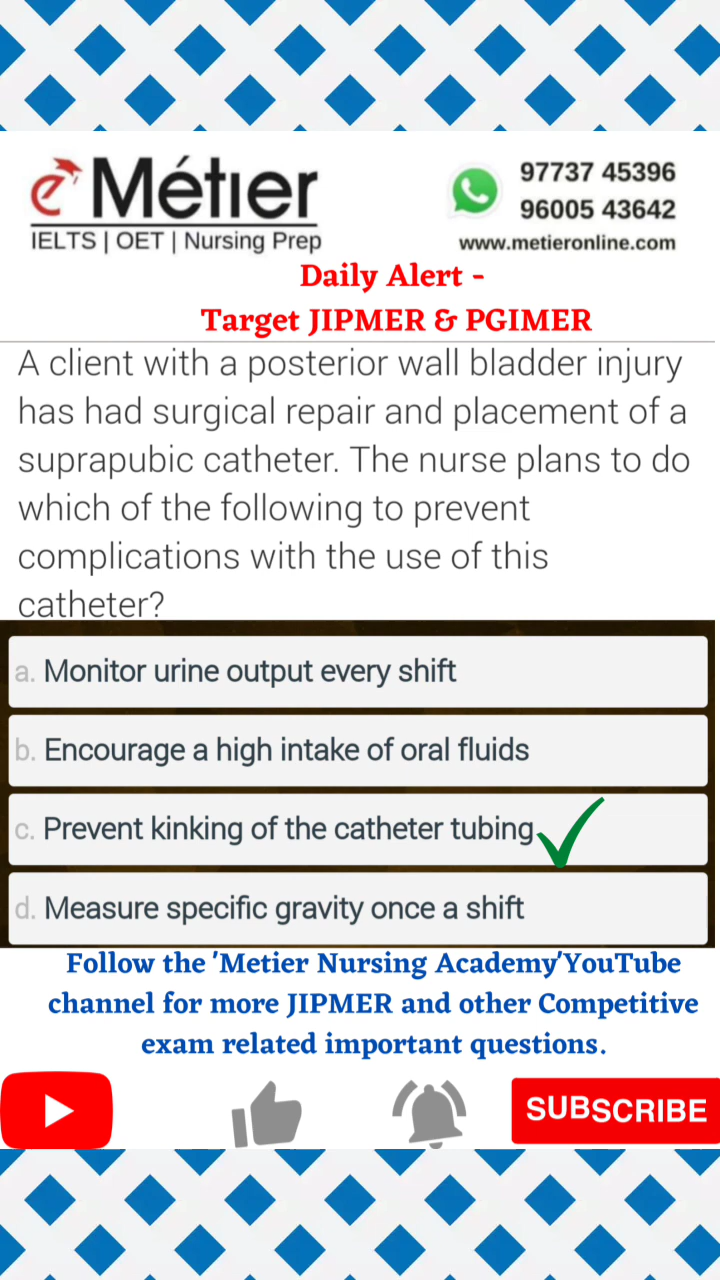 e Métier
IELTS | OET | Nursing Prep
97737 45396
96005 43642
www.metieronline.com
Daily Alert -
Target JIPMER & PGIMER
A client with a posterior wall bladder injury
has had surgical repair and placement of a
suprapubic catheter. The nurse plans to do
which of the following to prevent
complications with the use of this
catheter?
a. Monitor urine output every shift
b. Encourage a high intake of oral fluids
c. Prevent kinking of the catheter tubing
d. Measure specific gravity once a shift
Follow the 'Metier Nursing Academy'YouTube
channel for more JIPMER and other Competitive
exam related important questions.
SUBSCRIBE